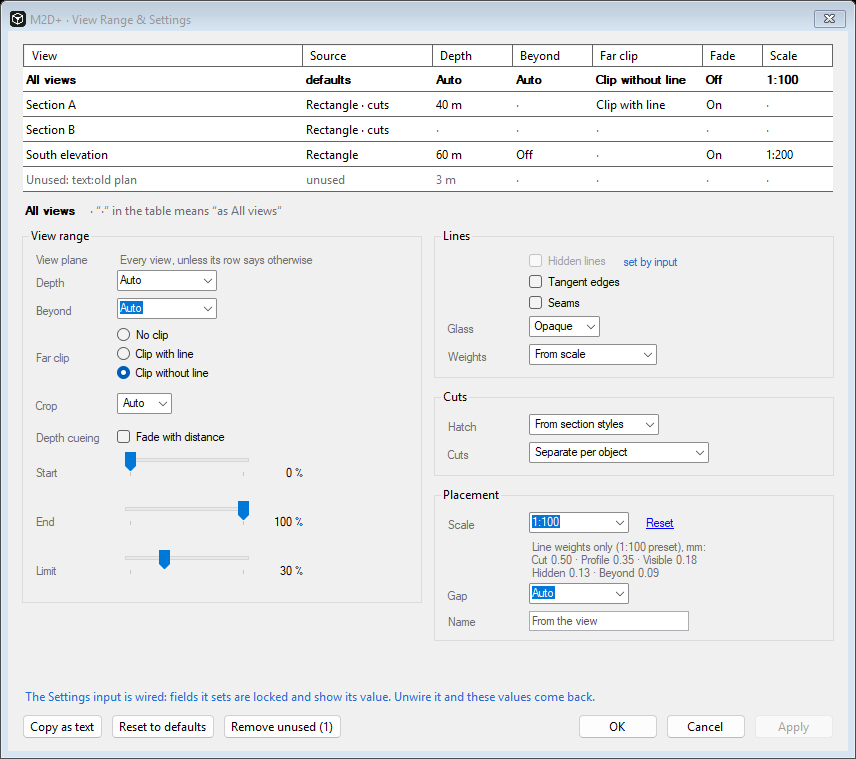 M2D+ · View Range & Settings
View Source Depth Beyond Far clip Fade Scale
All views defaults Auto Auto Clip without line Off 1:100
Section A Rectangle · cuts 40 m · Clip with line On ·
Section B Rectangle · cuts · · · · ·
South elevation Rectangle 60 m Off · On 1:200
Unused: text:old plan unused 3 m · · · ·
All views · "·" in the table means "as All views"
View range
View plane Every view, unless its row says otherwise
Depth Auto
Beyond Auto
No clip
Far clip Clip with line
Clip without line
Crop Auto
Depth cueing Fade with distance
Start 0 %
End 100 %
Limit 30 %
Lines
Hidden lines set by input
Tangent edges
Seams
Glass Opaque
Weights From scale
Cuts
Hatch From section styles
Cuts Separate per object
Placement
Scale 1:100 Reset
Line weights only (1:100 preset), mm:
Cut 0.50 · Profile 0.35 · Visible 0.18
Hidden 0.13 · Beyond 0.09
Gap Auto
Name From the view
The Settings input is wired: fields it sets are locked and show its value. Unwire it and these values come back.
Copy as text Reset to defaults Remove unused (1) OK Cancel Apply